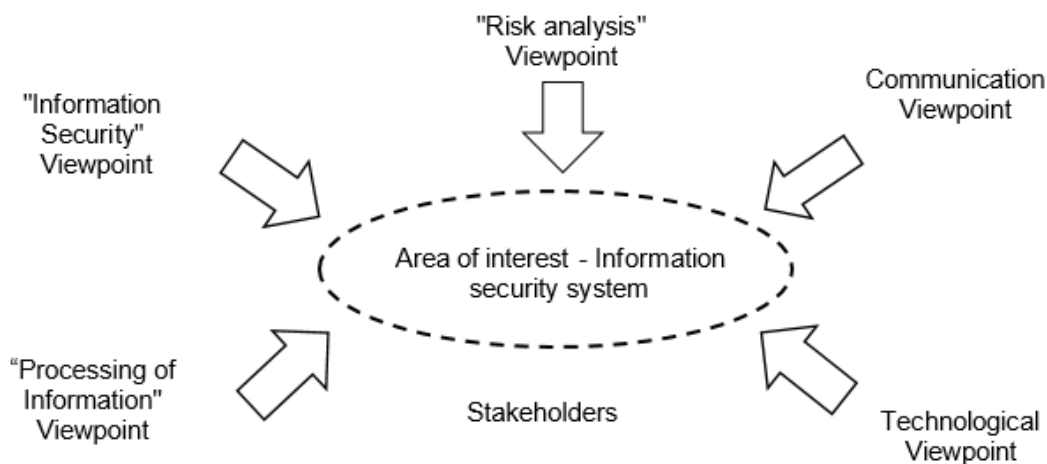 "Risk analysis"
Viewpoint
Communication
Viewpoint
"Information
Security"
Viewpoint
Area of interest - Information
security system
“Processing of
Information"
Viewpoint
Stakeholders
Technological
Viewpoint